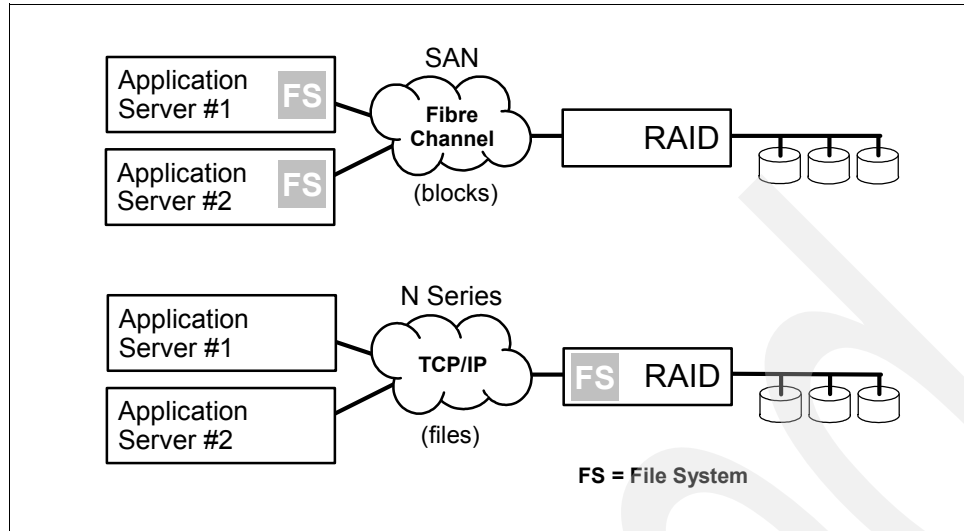 SAN
Application
Server #1
FS
Fibre
Channel
RAID
Application
Server #2
FS
(blocks)
N Series
Application
Server #1
TCP/IP
FS
RAID
Application
Server #2
(files)
FS = File System